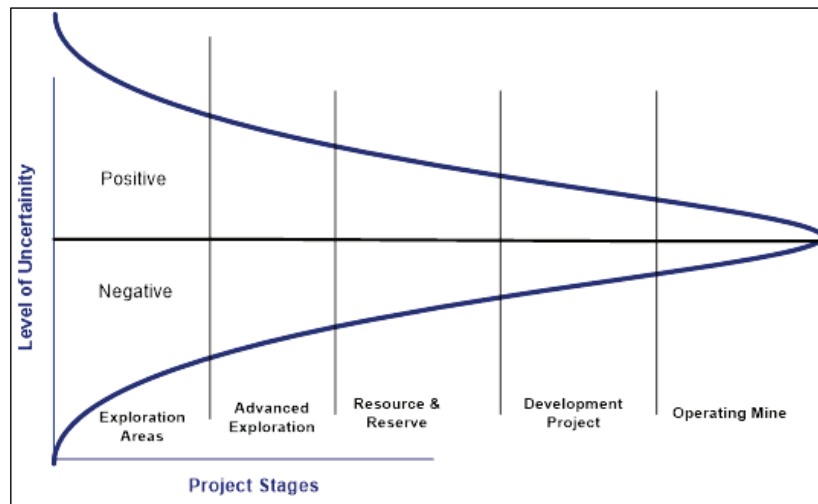 Level of Uncertainity
Positive
Negative
Exploration
Areas
Advanced
Exploration
Resource &
Reserve
Development
Project
Operating Mine
Project Stages